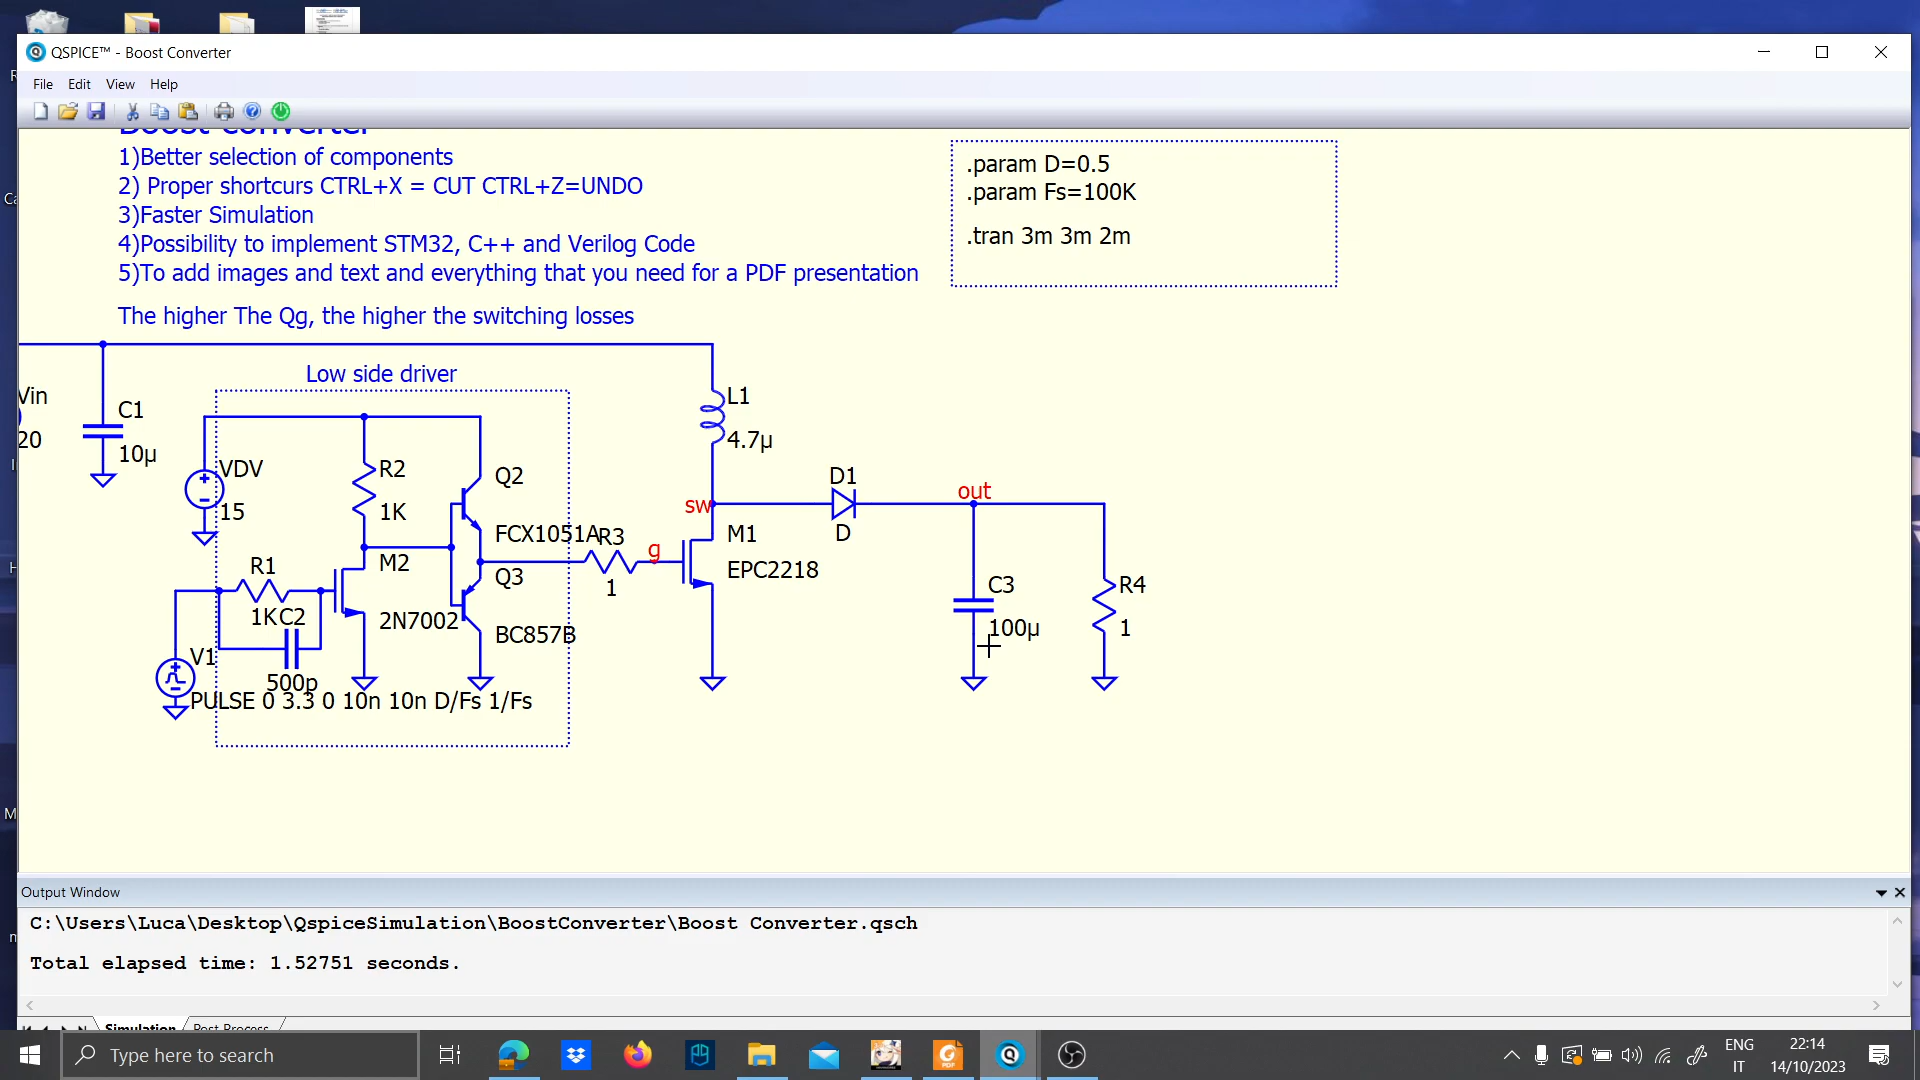 QSPICE™ - Boost Converter
File Edit View Help
Boost Converter
1)Better selection of components
2) Proper shortcurs CTRL+X = CUT CTRL+Z=UNDO
3)Faster Simulation
4)Possibility to implement STM32, C++ and Verilog Code
5)To add images and text and everything that you need for a PDF presentation
The higher The Qg, the higher the switching losses
.param D=0.5
.param Fs=100K
.tran 3m 3m 2m
Low side driver
Vin
20
C1
10µ
VDV
15
R2
1K
Q2
FCX1051A
R1
1K
C2
500p
M2
2N7002
Q3
BC857B
V1
PULSE 0 3.3 0 10n 10n D/Fs 1/Fs
R3
1
g
L1
4.7µ
sw
M1
EPC2218
D1
D
out
C3
100µ
R4
1
Output Window
C:\Users\Luca\Desktop\QspiceSimulation\BoostConverter\Boost Converter.qsch
Total elapsed time: 1.52751 seconds.
Simulation Post Process
Type here to search
ENG
IT
22:14
14/10/2023